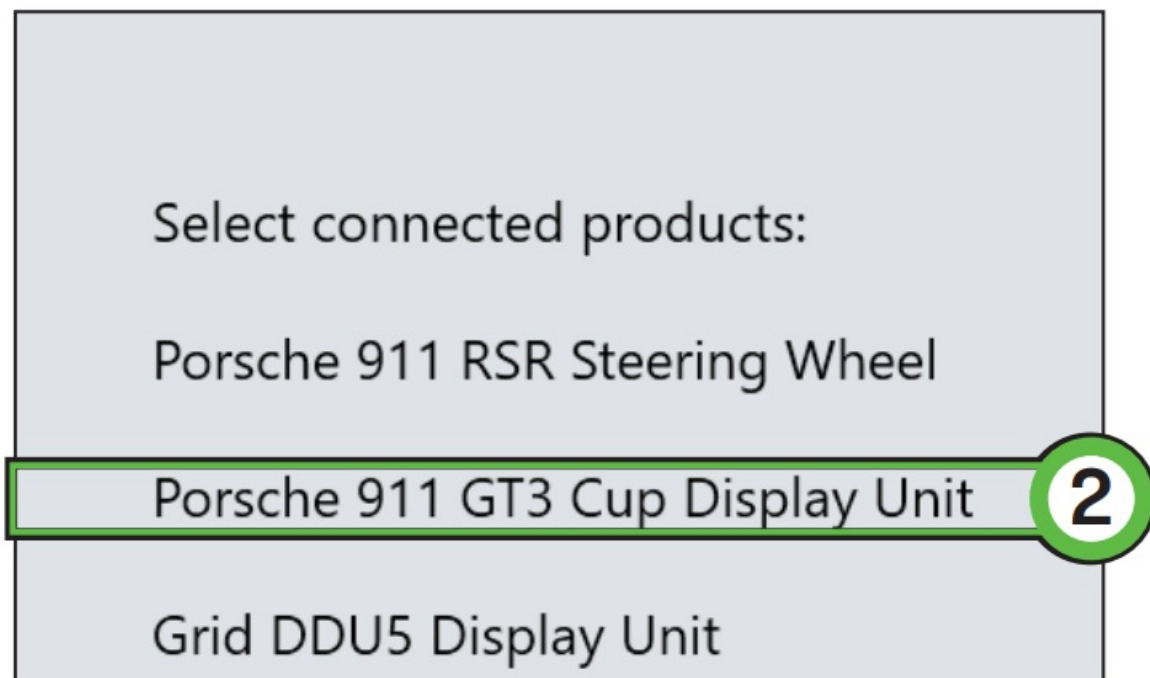 Select connected products:
Porsche 911 RSR Steering Wheel
Porsche 911 GT3 Cup Display Unit
2
Grid DDU5 Display Unit